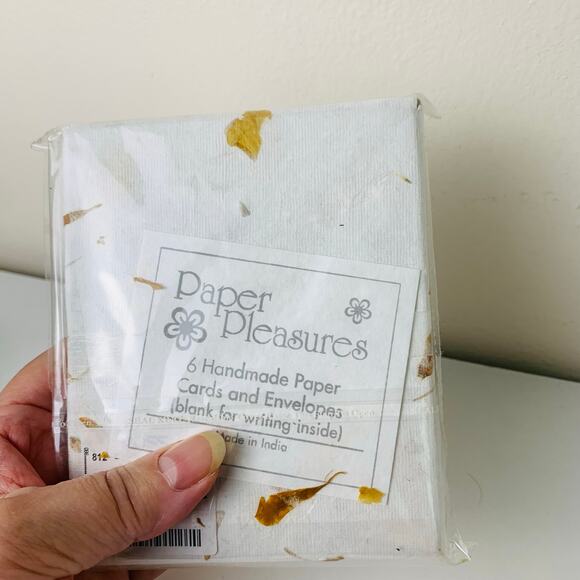 Paper
Pleasures
6 Handmade Paper
Cards and Envelopes
(blank for writing inside)
Made in India